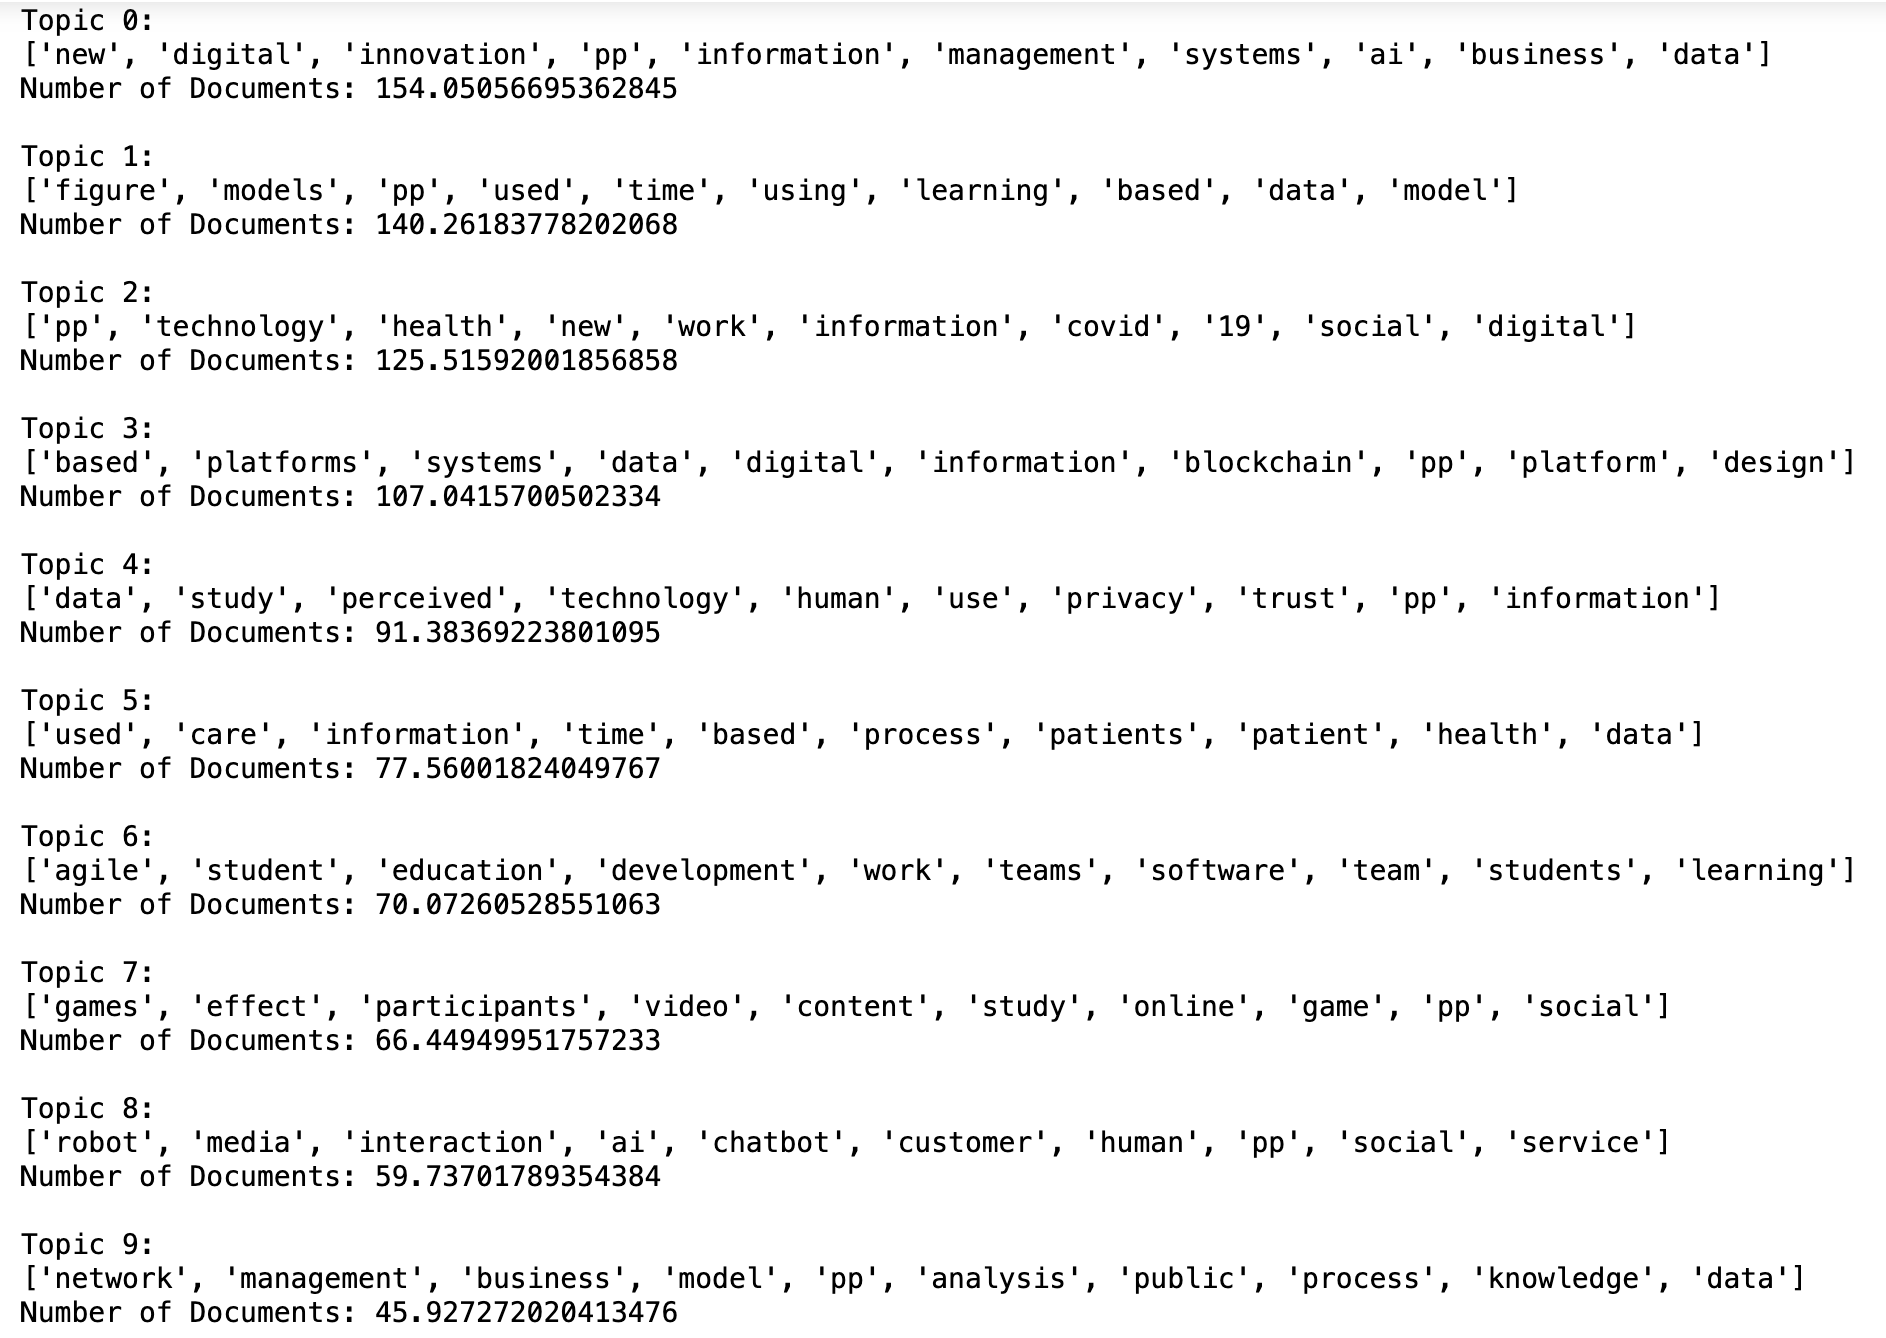 Topic 0:
['new', 'digital', 'innovation', 'pp', 'information', 'management', 'systems', 'ai', 'business', 'data']
Number of Documents: 154.05056695362845
Topic 1:
['figure', 'models', 'pp', 'used', 'time', 'using', 'learning', 'based', 'data', 'model']
Number of Documents: 140.26183778202068
Topic 2:
['pp', 'technology', 'health', 'new', 'work', 'information', 'covid', '19', 'social', 'digital']
Number of Documents: 125.51592001856858
Topic 3:
['based', 'platforms', 'systems', 'data', 'digital', 'information', 'blockchain', 'pp', 'platform', 'design']
Number of Documents: 107.0415700502334
Topic 4:
['data', 'study', 'perceived', 'technology', 'human', 'use', 'privacy', 'trust', 'pp', 'information']
Number of Documents: 91.38369223801095
Topic 5:
['used', 'care', 'information', 'time', 'based', 'process', 'patients', 'patient', 'health', 'data']
Number of Documents: 77.56001824049767
Topic 6:
['agile', 'student', 'education', 'development', 'work', 'teams', 'software', 'team', 'students', 'learning']
Number of Documents: 70.07260528551063
Topic 7:
['games', 'effect', 'participants', 'video', 'content', 'study', 'online', 'game', 'pp', 'social']
Number of Documents: 66.44949951757233
Topic 8:
['robot', 'media', 'interaction', 'ai', 'chatbot', 'customer', 'human', 'pp', 'social', 'service']
Number of Documents: 59.73701789354384
Topic 9:
['network', 'management', 'business', 'model', 'pp', 'analysis', 'public', 'process', 'knowledge', 'data']
Number of Documents: 45.927272020413476